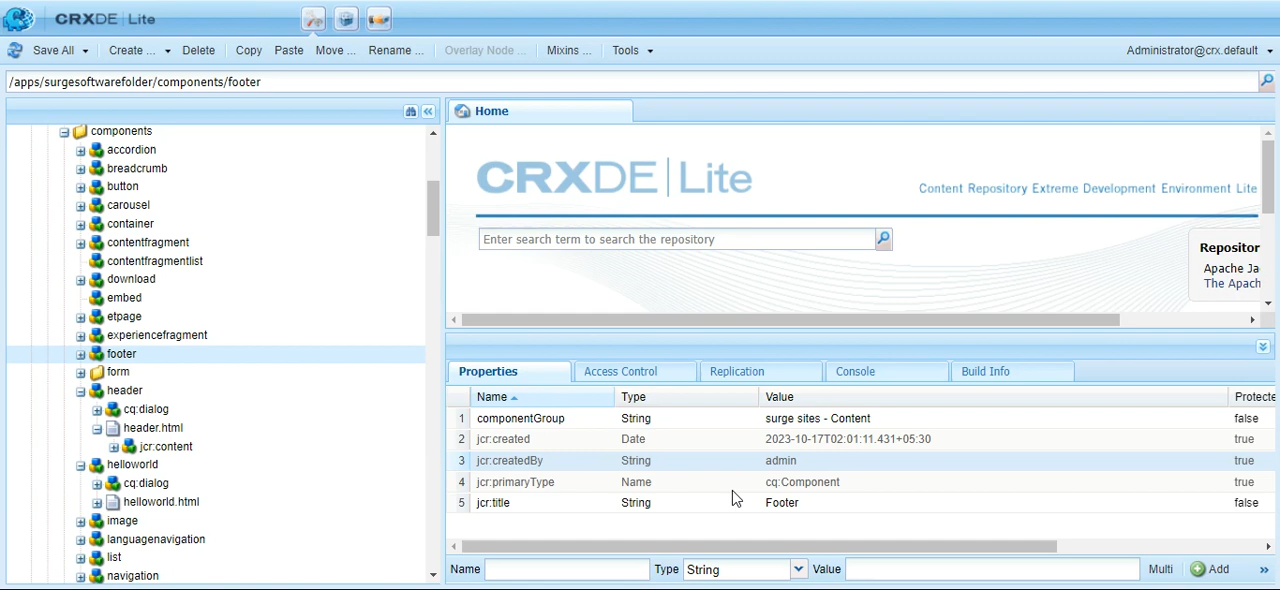 CRXDE | Lite
Save All Create ... Delete Copy Paste Move ... Rename ... Overlay Node ... Mixins ... Tools Administrator@crx.default
/apps/surgesoftwarefolder/components/footer
components
accordion
breadcrumb
button
carousel
container
contentfragment
contentfragmentlist
download
embed
etpage
experiencefragment
footer
form
header
cq:dialog
header.html
jcr:content
helloworld
cq:dialog
helloworld.html
image
languagenavigation
list
navigation
Home
CRXDE | Lite
Content Repository Extreme Development Environment Lite
Enter search term to search the repository
Repositor
Apache Ja
The Apach
Properties Access Control Replication Console Build Info
Name Type Value Protecte
1 componentGroup String surge sites - Content false
2 jcr:created Date 2023-10-17T02:01:11.431+05:30 true
3 jcr:createdBy String admin true
4 jcr:primaryType Name cq:Component true
5 jcr:title String Footer false
Name Type String Value Multi Add »